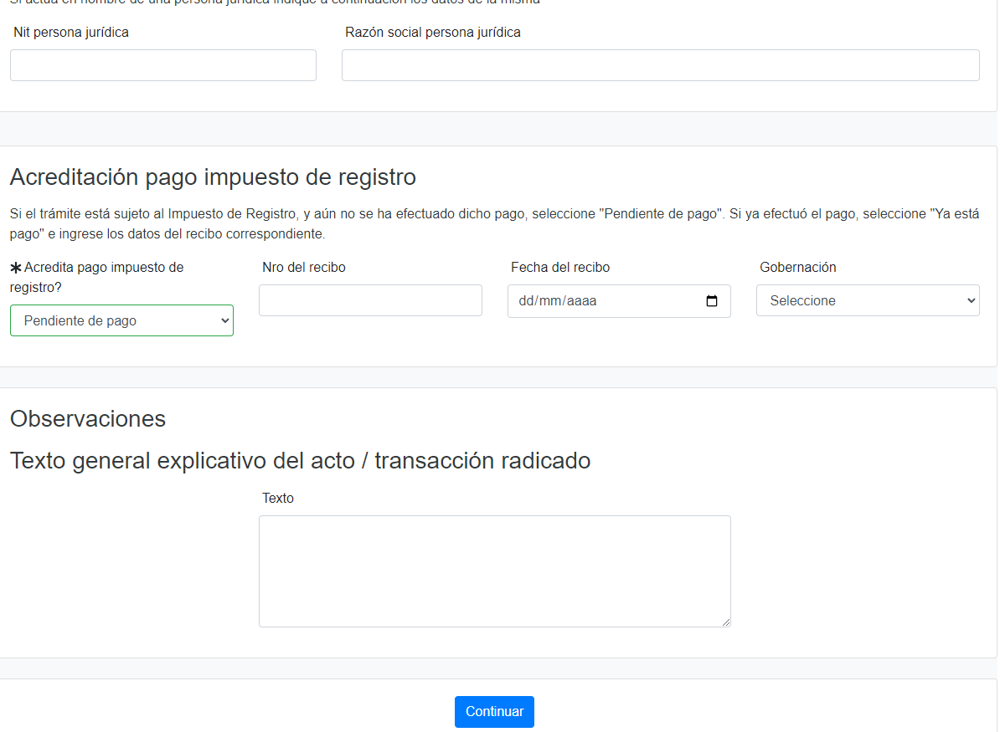 Si actúa en nombre de una persona jurídica indique a continuación los datos de la misma
Nit persona jurídica
Razón social persona jurídica
Acreditación pago impuesto de registro
Si el trámite está sujeto al Impuesto de Registro, y aún no se ha efectuado dicho pago, seleccione "Pendiente de pago". Si ya efectuó el pago, seleccione "Ya está
pago" e ingrese los datos del recibo correspondiente.
✱ Acredita pago impuesto de
registro?
Pendiente de pago
Nro del recibo
Fecha del recibo
dd/mm/aaaa
Gobernación
Seleccione
Observaciones
Texto general explicativo del acto / transacción radicado
Texto
Continuar